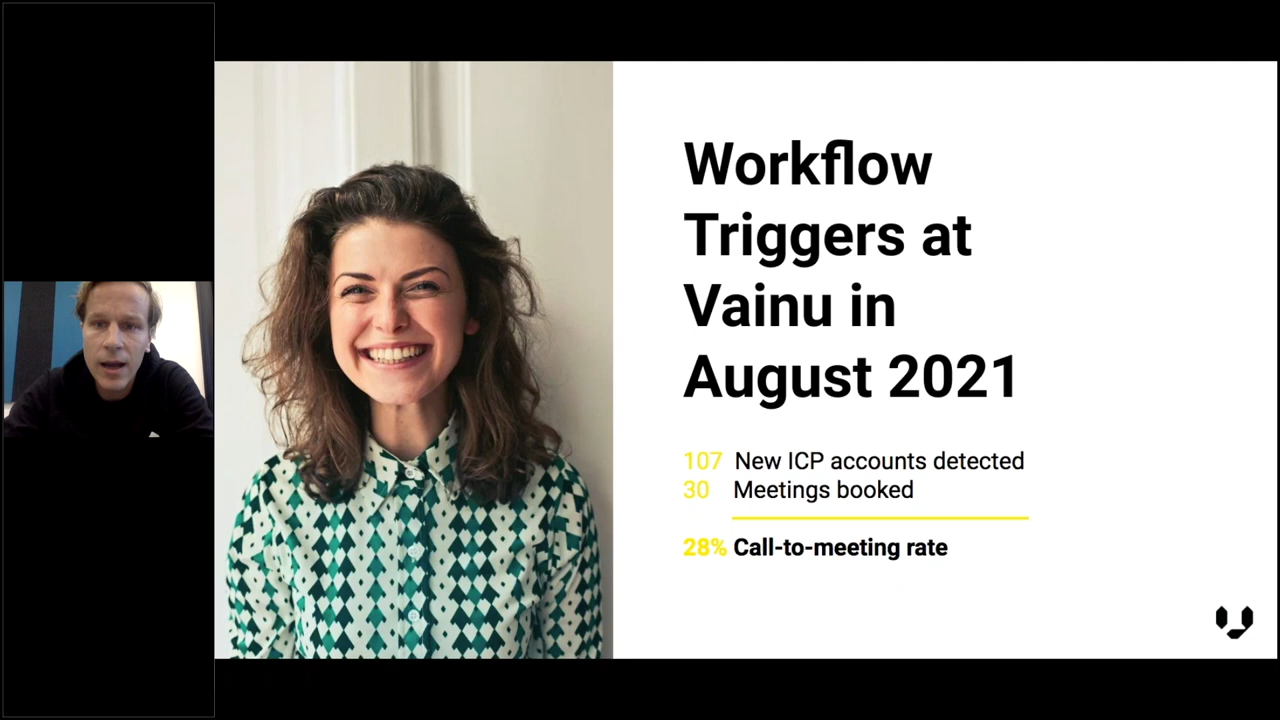 Workflow
Triggers at
Vainu in
August 2021
107 New ICP accounts detected
30 Meetings booked
28% Call-to-meeting rate